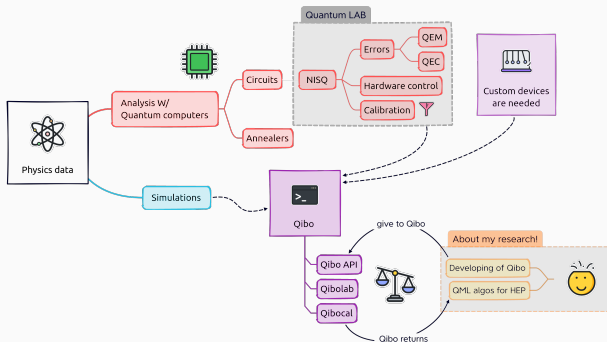 Quantum LAB
Errors
QEM
QEC
NISQ
Hardware control
Calibration
Custom devices
are needed
Circuits
Analysis W/
Quantum computers
Annealers
Physics data
Simulations
>_
Qibo
give to Qibo
About my research!
Qibo API
Developing of Qibo
Qibolab
QML algos for HEP
Qibocal
Qibo returns